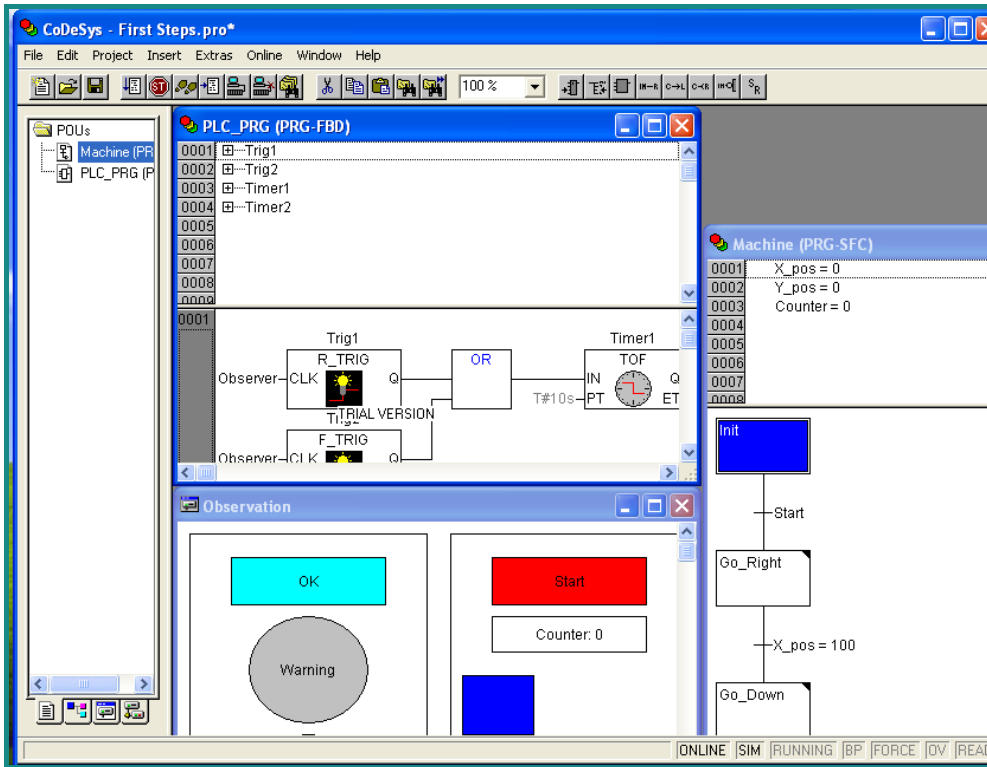 CoDeSys - First Steps.pro*
File Edit Project Insert Extras Online Window Help
100 %
POUs
Machine (PR
PLC_PRG (P
PLC_PRG (PRG-FBD)
0001 Trig1
0002 Trig2
0003 Timer1
0004 Timer2
0005
0006
0007
0008
0009
0001
Trig1
R_TRIG
Observer CLK Q
OR
Timer1
TOF
IN Q
T#10s PT ET
TRIAL VERSION
F_TRIG
Observer CLK Q
Machine (PRG-SFC)
0001 X_pos = 0
0002 Y_pos = 0
0003 Counter = 0
0004
0005
0006
0007
0008
Init
Start
Go_Right
X_pos = 100
Go_Down
Observation
OK
Warning
Start
Counter: 0
ONLINE SIM RUNNING BP FORCE OV READ